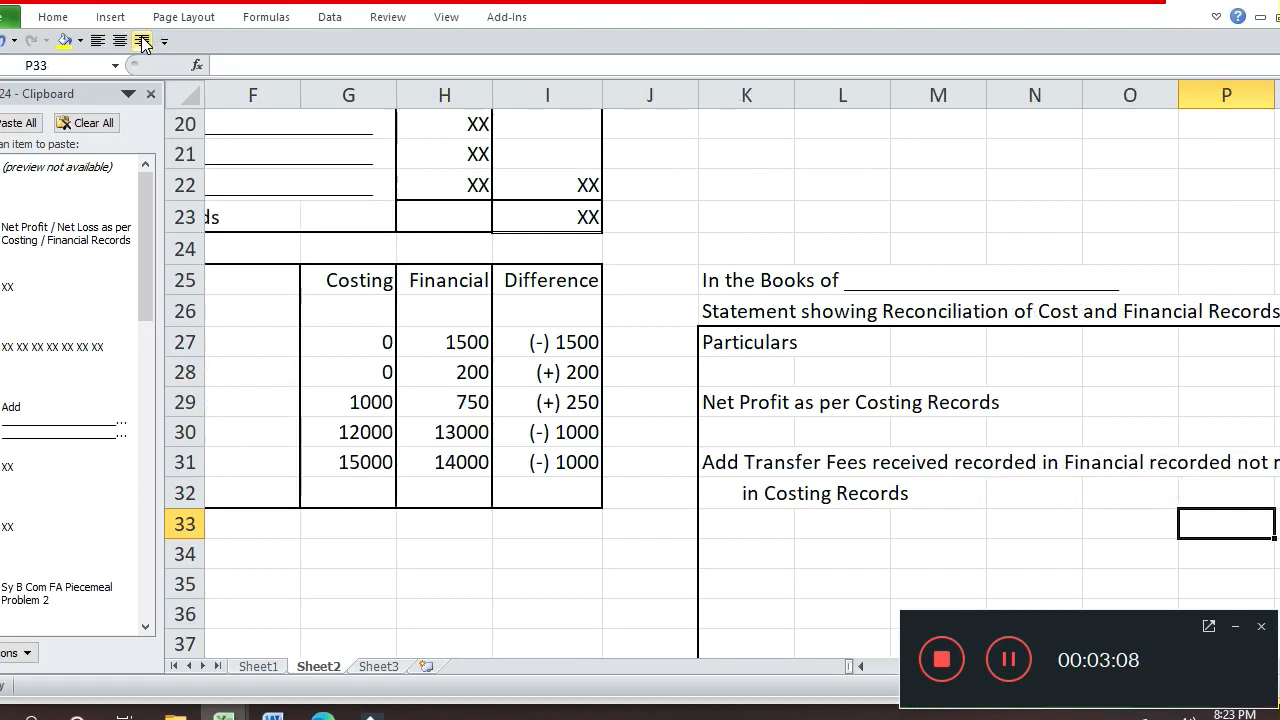 Home Insert Page Layout Formulas Data Review View Add-Ins
P33 fx
24 - Clipboard
Paste All Clear All
an item to paste:
(preview not available)
Net Profit / Net Loss as per
Costing / Financial Records
XX
XX XX XX XX XX XX XX
Add
____________________...
____________________...
XX
XX
Sy B Com FA Piecemeal
Problem 2
ons
F G H I J K L M N O P
20 XX
21 XX
22 XX XX
23 ds XX
24
25 Costing Financial Difference In the Books of _________________________
26 Statement showing Reconciliation of Cost and Financial Records
27 0 1500 (-) 1500 Particulars
28 0 200 (+) 200
29 1000 750 (+) 250 Net Profit as per Costing Records
30 12000 13000 (-) 1000
31 15000 14000 (-) 1000 Add Transfer Fees received recorded in Financial recorded not r
32 in Costing Records
33
34
35
36
37
Sheet1 Sheet2 Sheet3
00:03:08
8:23 PM